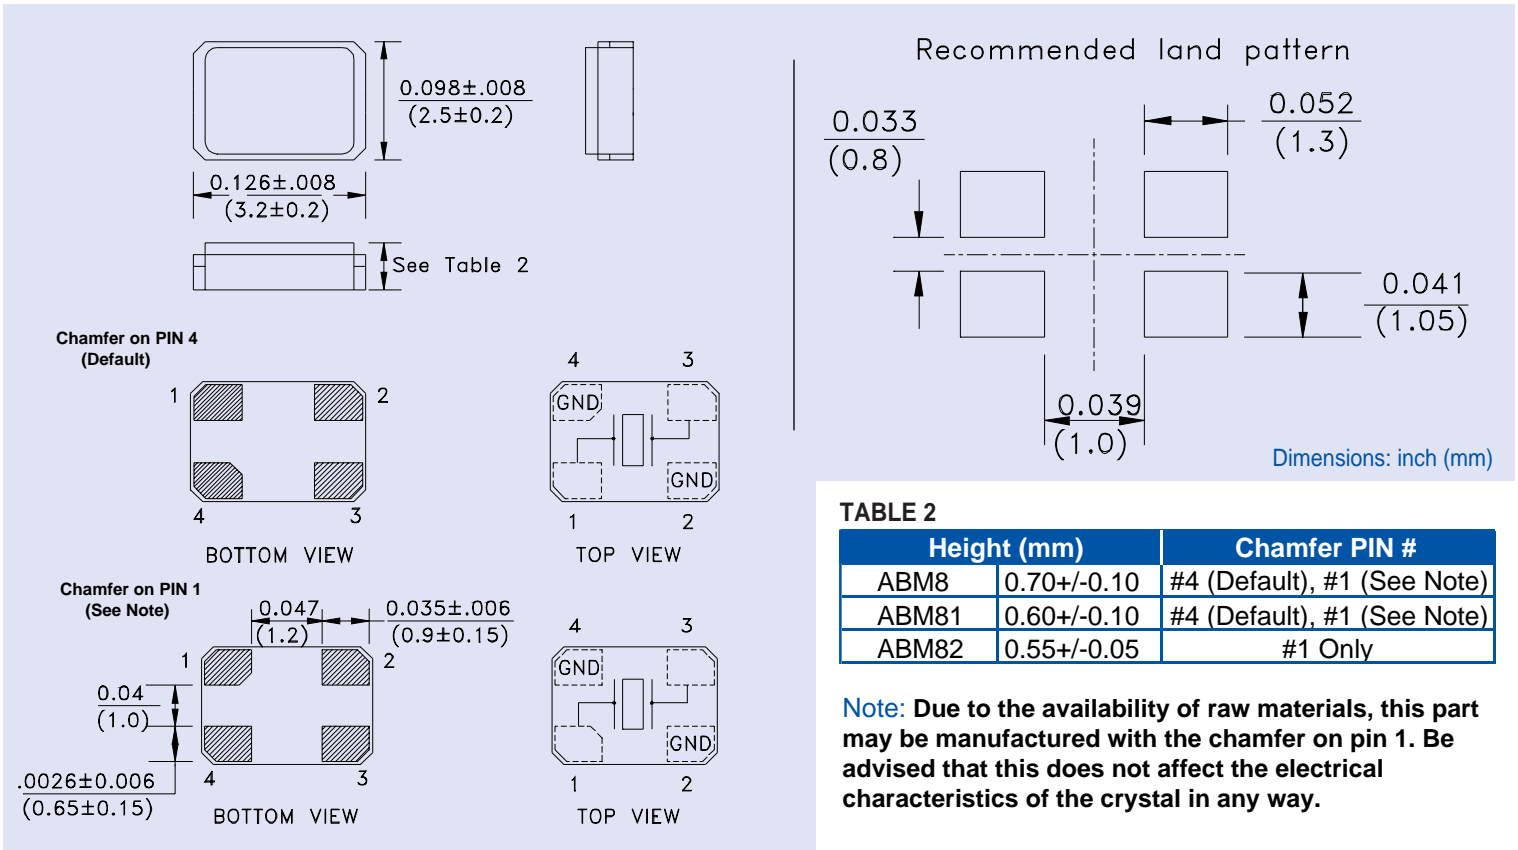 0.098±.008
(2.5±0.2)
0.126±.008
(3.2±0.2)
See Table 2
Chamfer on PIN 4
(Default)
1
2
4
3
BOTTOM VIEW
4
3
GND
GND
1
2
TOP VIEW
Chamfer on PIN 1
(See Note)
0.047
(1.2)
0.035±.006
(0.9±0.15)
1
2
0.04
(1.0)
.0026±0.006
(0.65±0.15)
4
3
BOTTOM VIEW
4
3
GND
GND
1
2
TOP VIEW
Recommended land pattern
0.033
(0.8)
0.052
(1.3)
0.041
(1.05)
0.039
(1.0)
Dimensions: inch (mm)
TABLE 2
Height (mm) Chamfer PIN #
ABM8 0.70+/-0.10 #4 (Default), #1 (See Note)
ABM81 0.60+/-0.10 #4 (Default), #1 (See Note)
ABM82 0.55+/-0.05 #1 Only
Note: Due to the availability of raw materials, this part
may be manufactured with the chamfer on pin 1. Be
advised that this does not affect the electrical
characteristics of the crystal in any way.